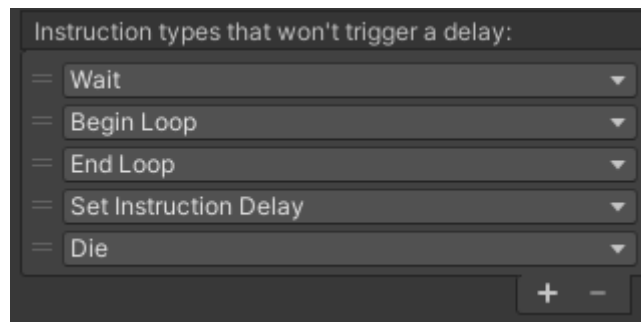 Instruction types that won't trigger a delay:
Wait
Begin Loop
End Loop
Set Instruction Delay
Die